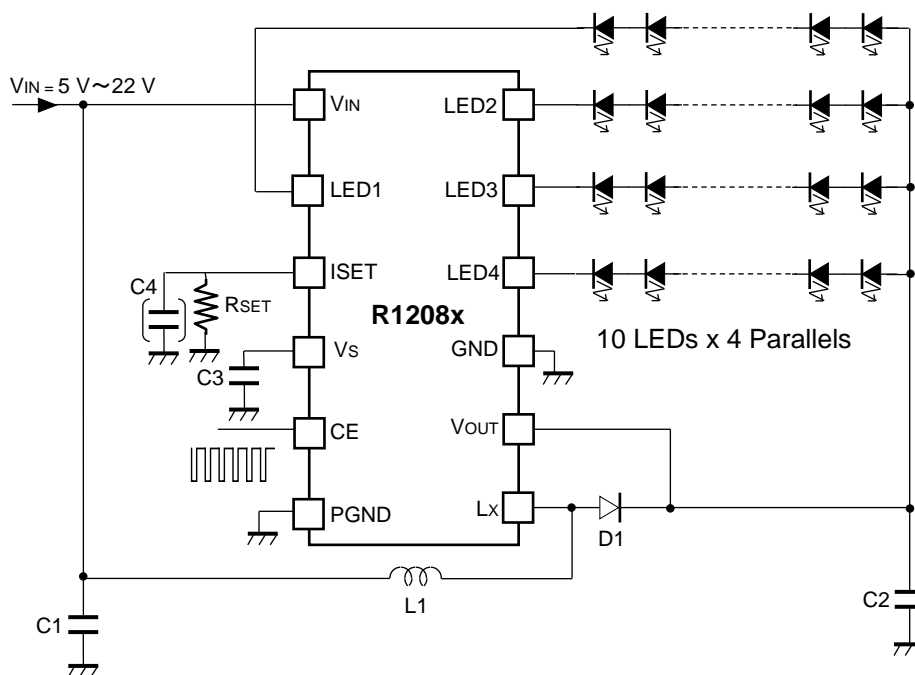 VIN = 5 V～22 V
VIN
LED2
LED1
LED3
ISET
LED4
C4
RSET
R1208x
10 LEDs x 4 Parallels
VS
GND
C3
CE
VOUT
PGND
LX
D1
L1
C1
C2